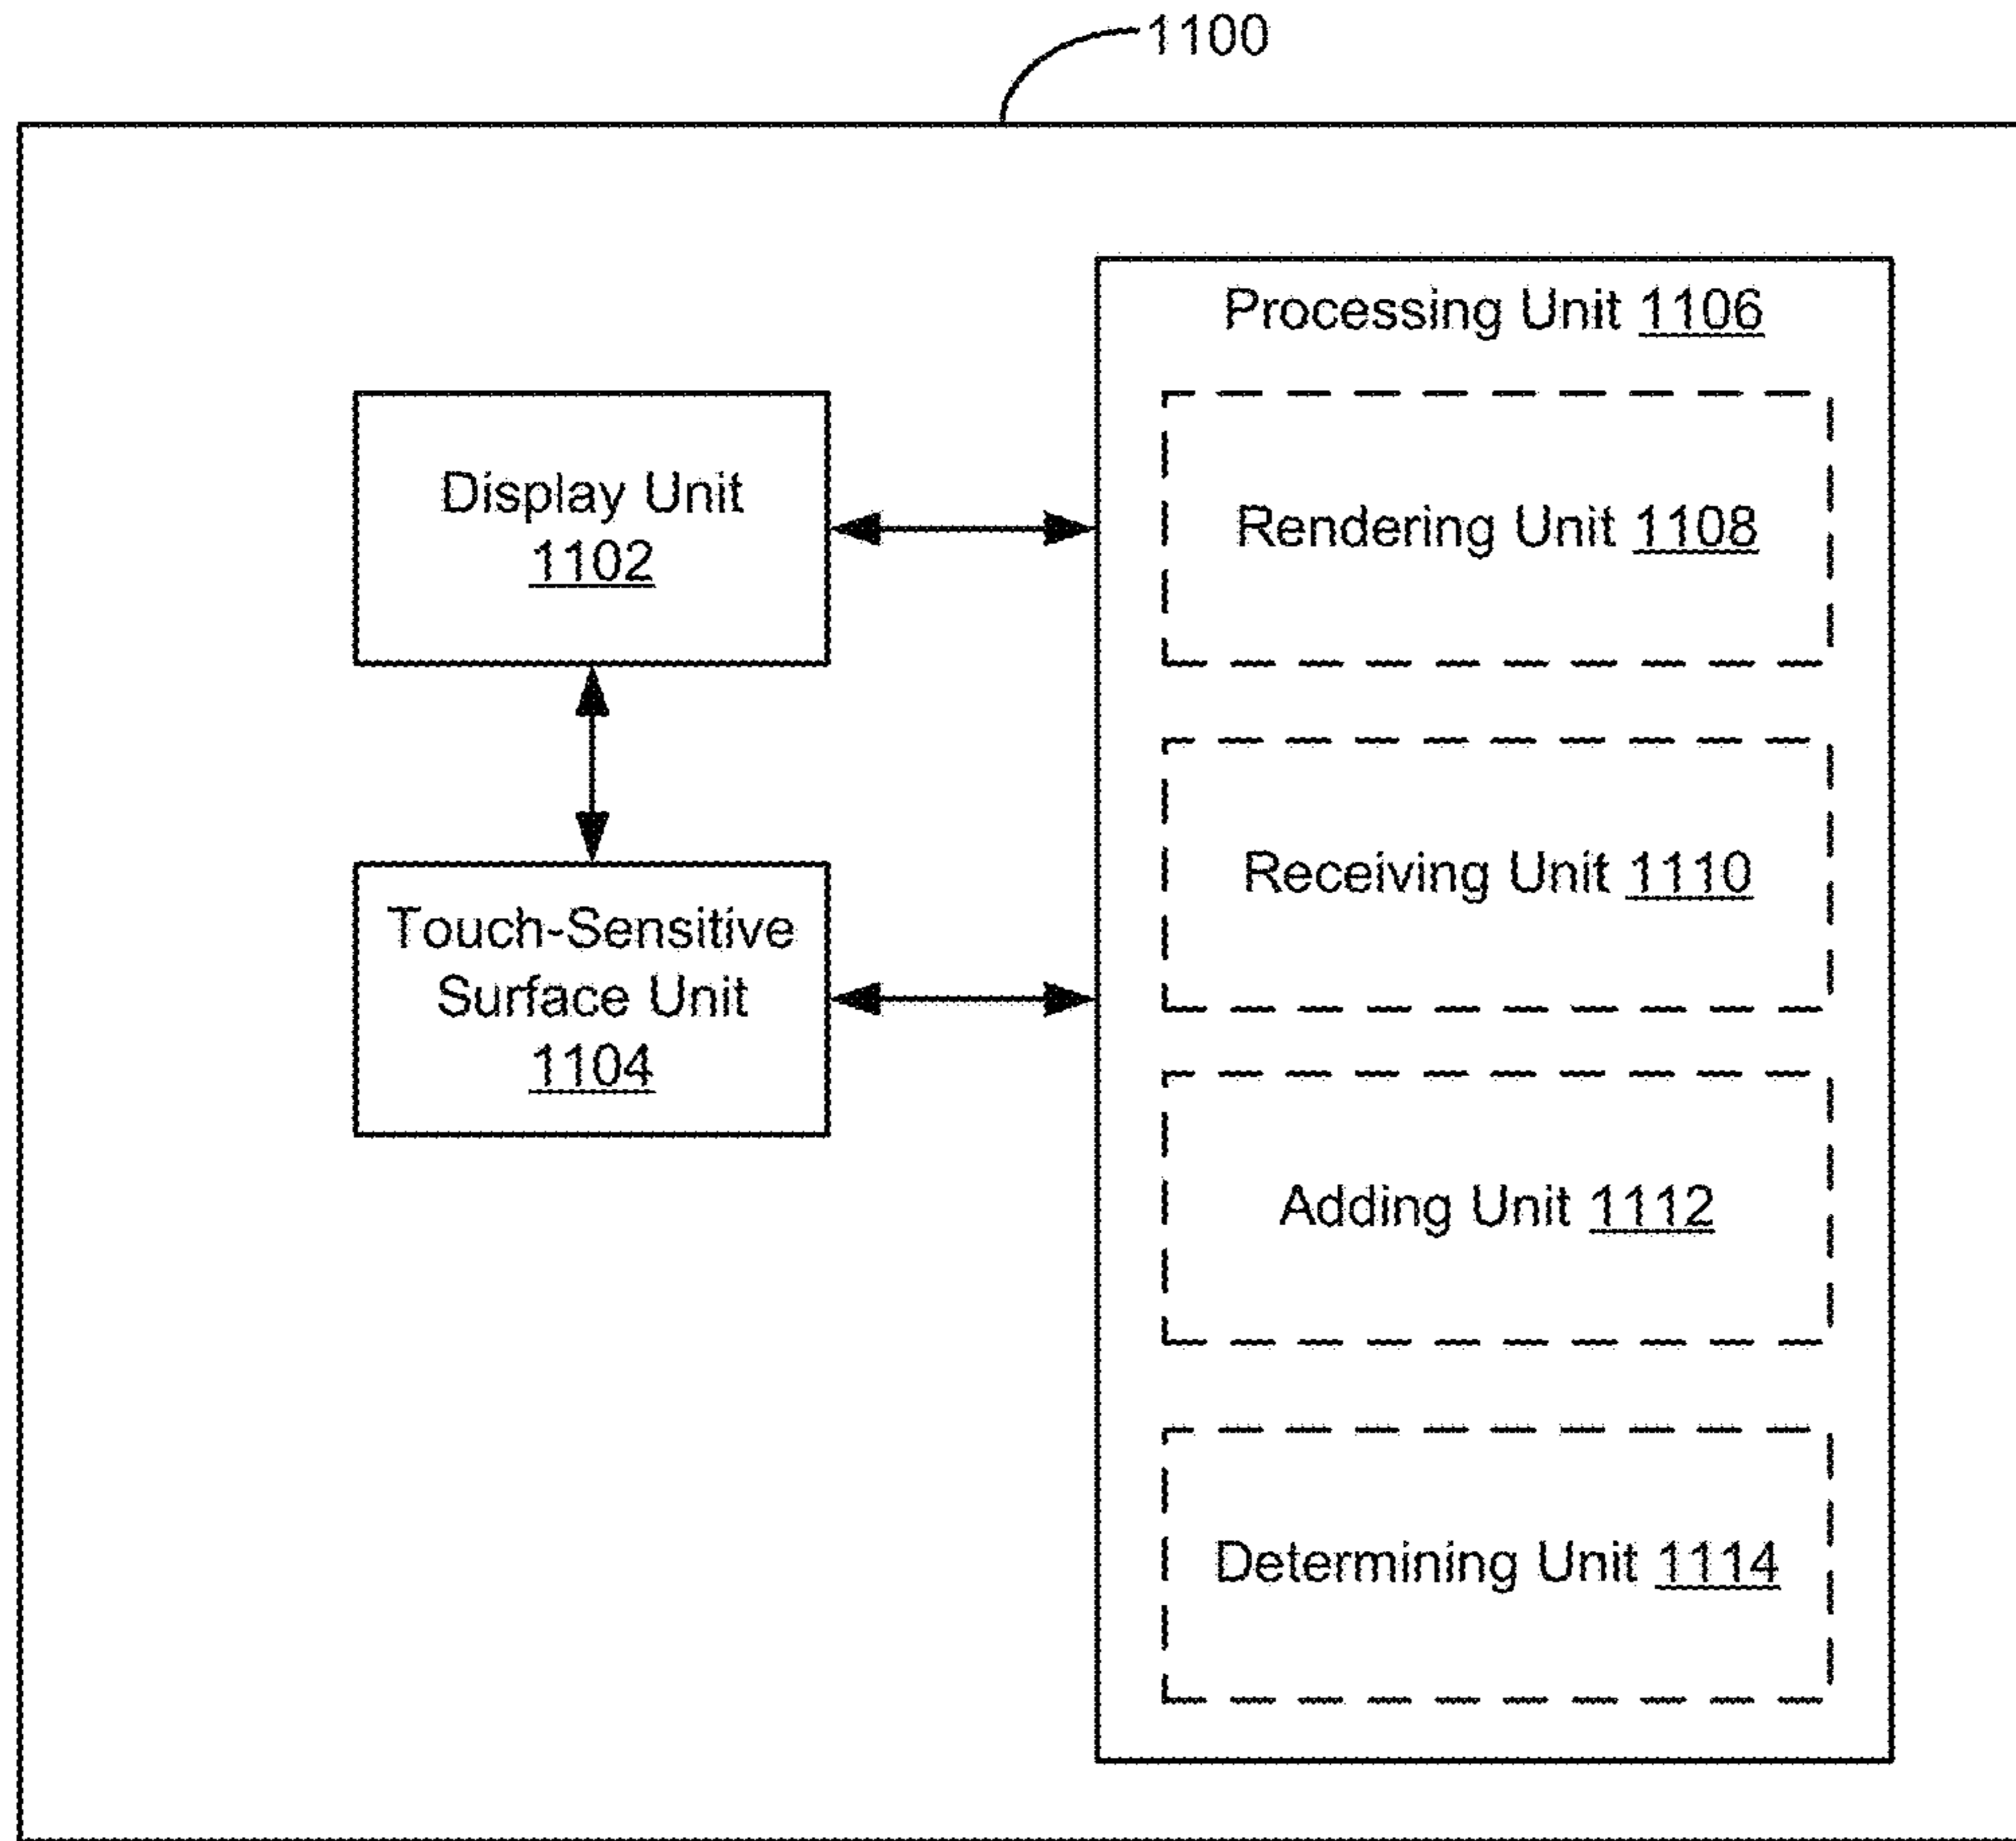 1100
Processing Unit 1106
Display Unit
1102
Rendering Unit 1108
Touch-Sensitive
Surface Unit
1104
Receiving Unit 1110
Adding Unit 1112
Determining Unit 1114